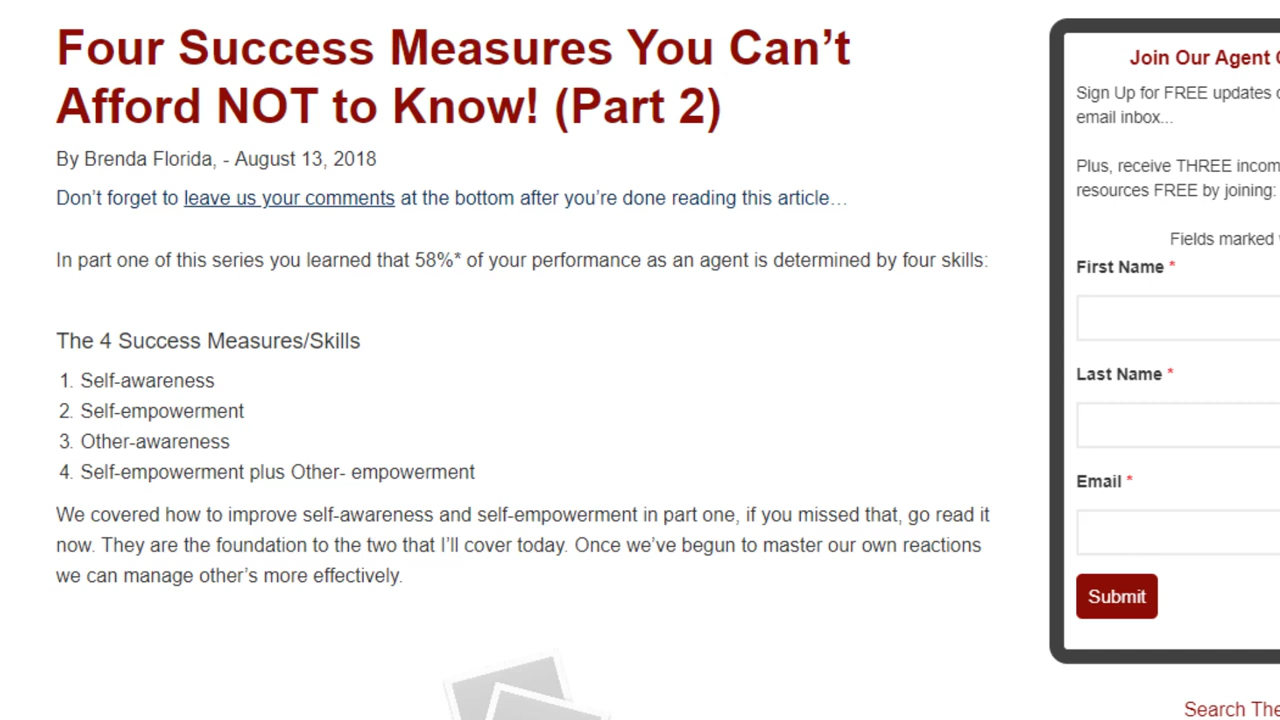 Four Success Measures You Can’t
Afford NOT to Know! (Part 2)
By Brenda Florida, - August 13, 2018
Don’t forget to leave us your comments at the bottom after you’re done reading this article…
In part one of this series you learned that 58%* of your performance as an agent is determined by four skills:
The 4 Success Measures/Skills
1. Self-awareness
2. Self-empowerment
3. Other-awareness
4. Self-empowerment plus Other- empowerment
We covered how to improve self-awareness and self-empowerment in part one, if you missed that, go read it
now. They are the foundation to the two that I’ll cover today. Once we’ve begun to master our own reactions
we can manage other’s more effectively.
Join Our Agent
Sign Up for FREE updates
email inbox...
Plus, receive THREE
resources FREE by joining:
Fields marked
First Name *
Last Name *
Email *
Submit
Search